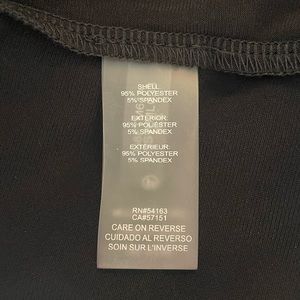 SHELL
95% POLYESTER
5% SPANDEX
EXTERIOR:
95% POLIÉSTER
5% SPANDEX
EXTÉRIEUR:
95% POLYESTER
5% SPANDEX
RN#54163
CA#57151
CARE ON REVERSE
CUIDADO AL REVERSO
SOIN SUR L'INVERSE